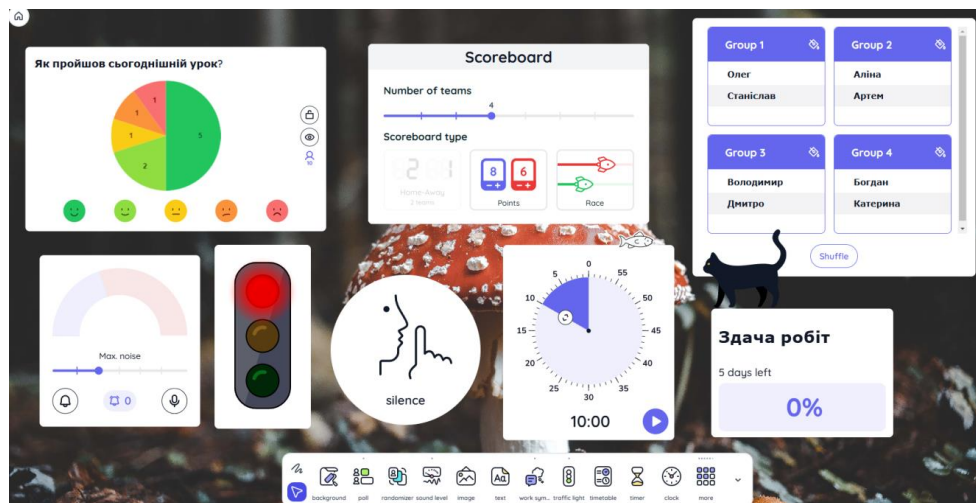 Як пройшов сьогоднішній урок?
1
1
1
5
2
10
Scoreboard
Number of teams
4
Scoreboard type
2 1
Home-Away
2 teams
8 6
Points
Race
Group 1
Олег
Станіслав
Group 2
Аліна
Артем
Group 3
Володимир
Дмитро
Group 4
Богдан
Катерина
Shuffle
Max. noise
0
silence
0
55
50
45
40
35
30
25
20
15
10
5
10:00
Здача робіт
5 days left
0%
background
poll
randomizer
sound level
image
Aa
text
work sym...
traffic light
timetable
timer
clock
more